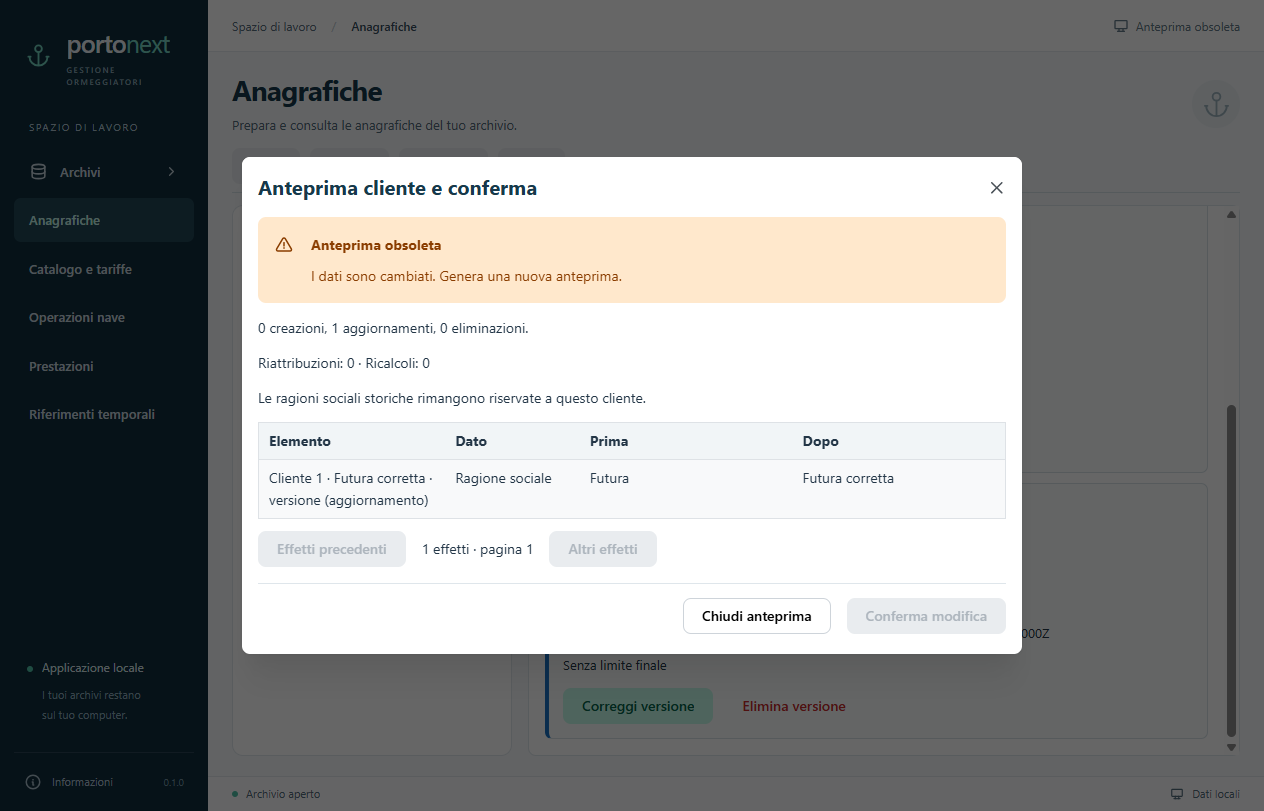 portonext
GESTIONE
ORMEGGIATORI
SPAZIO DI LAVORO
Archivi
Anagrafiche
Catalogo e tariffe
Operazioni nave
Prestazioni
Riferimenti temporali
Applicazione locale
I tuoi archivi restano
sul tuo computer.
Informazioni 0.1.0
Spazio di lavoro / Anagrafiche
Anteprima obsoleta
Anagrafiche
Prepara e consulta le anagrafiche del tuo archivio.
Anteprima cliente e conferma
Anteprima obsoleta
I dati sono cambiati. Genera una nuova anteprima.
0 creazioni, 1 aggiornamenti, 0 eliminazioni.
Riattribuzioni: 0 · Ricalcoli: 0
Le ragioni sociali storiche rimangono riservate a questo cliente.
Elemento Dato Prima Dopo
Cliente 1 · Futura corretta · Ragione sociale Futura Futura corretta
versione (aggiornamento)
Effetti precedenti 1 effetti · pagina 1 Altri effetti
Chiudi anteprima Conferma modifica
000Z
Senza limite finale
Correggi versione Elimina versione
Archivio aperto
Dati locali